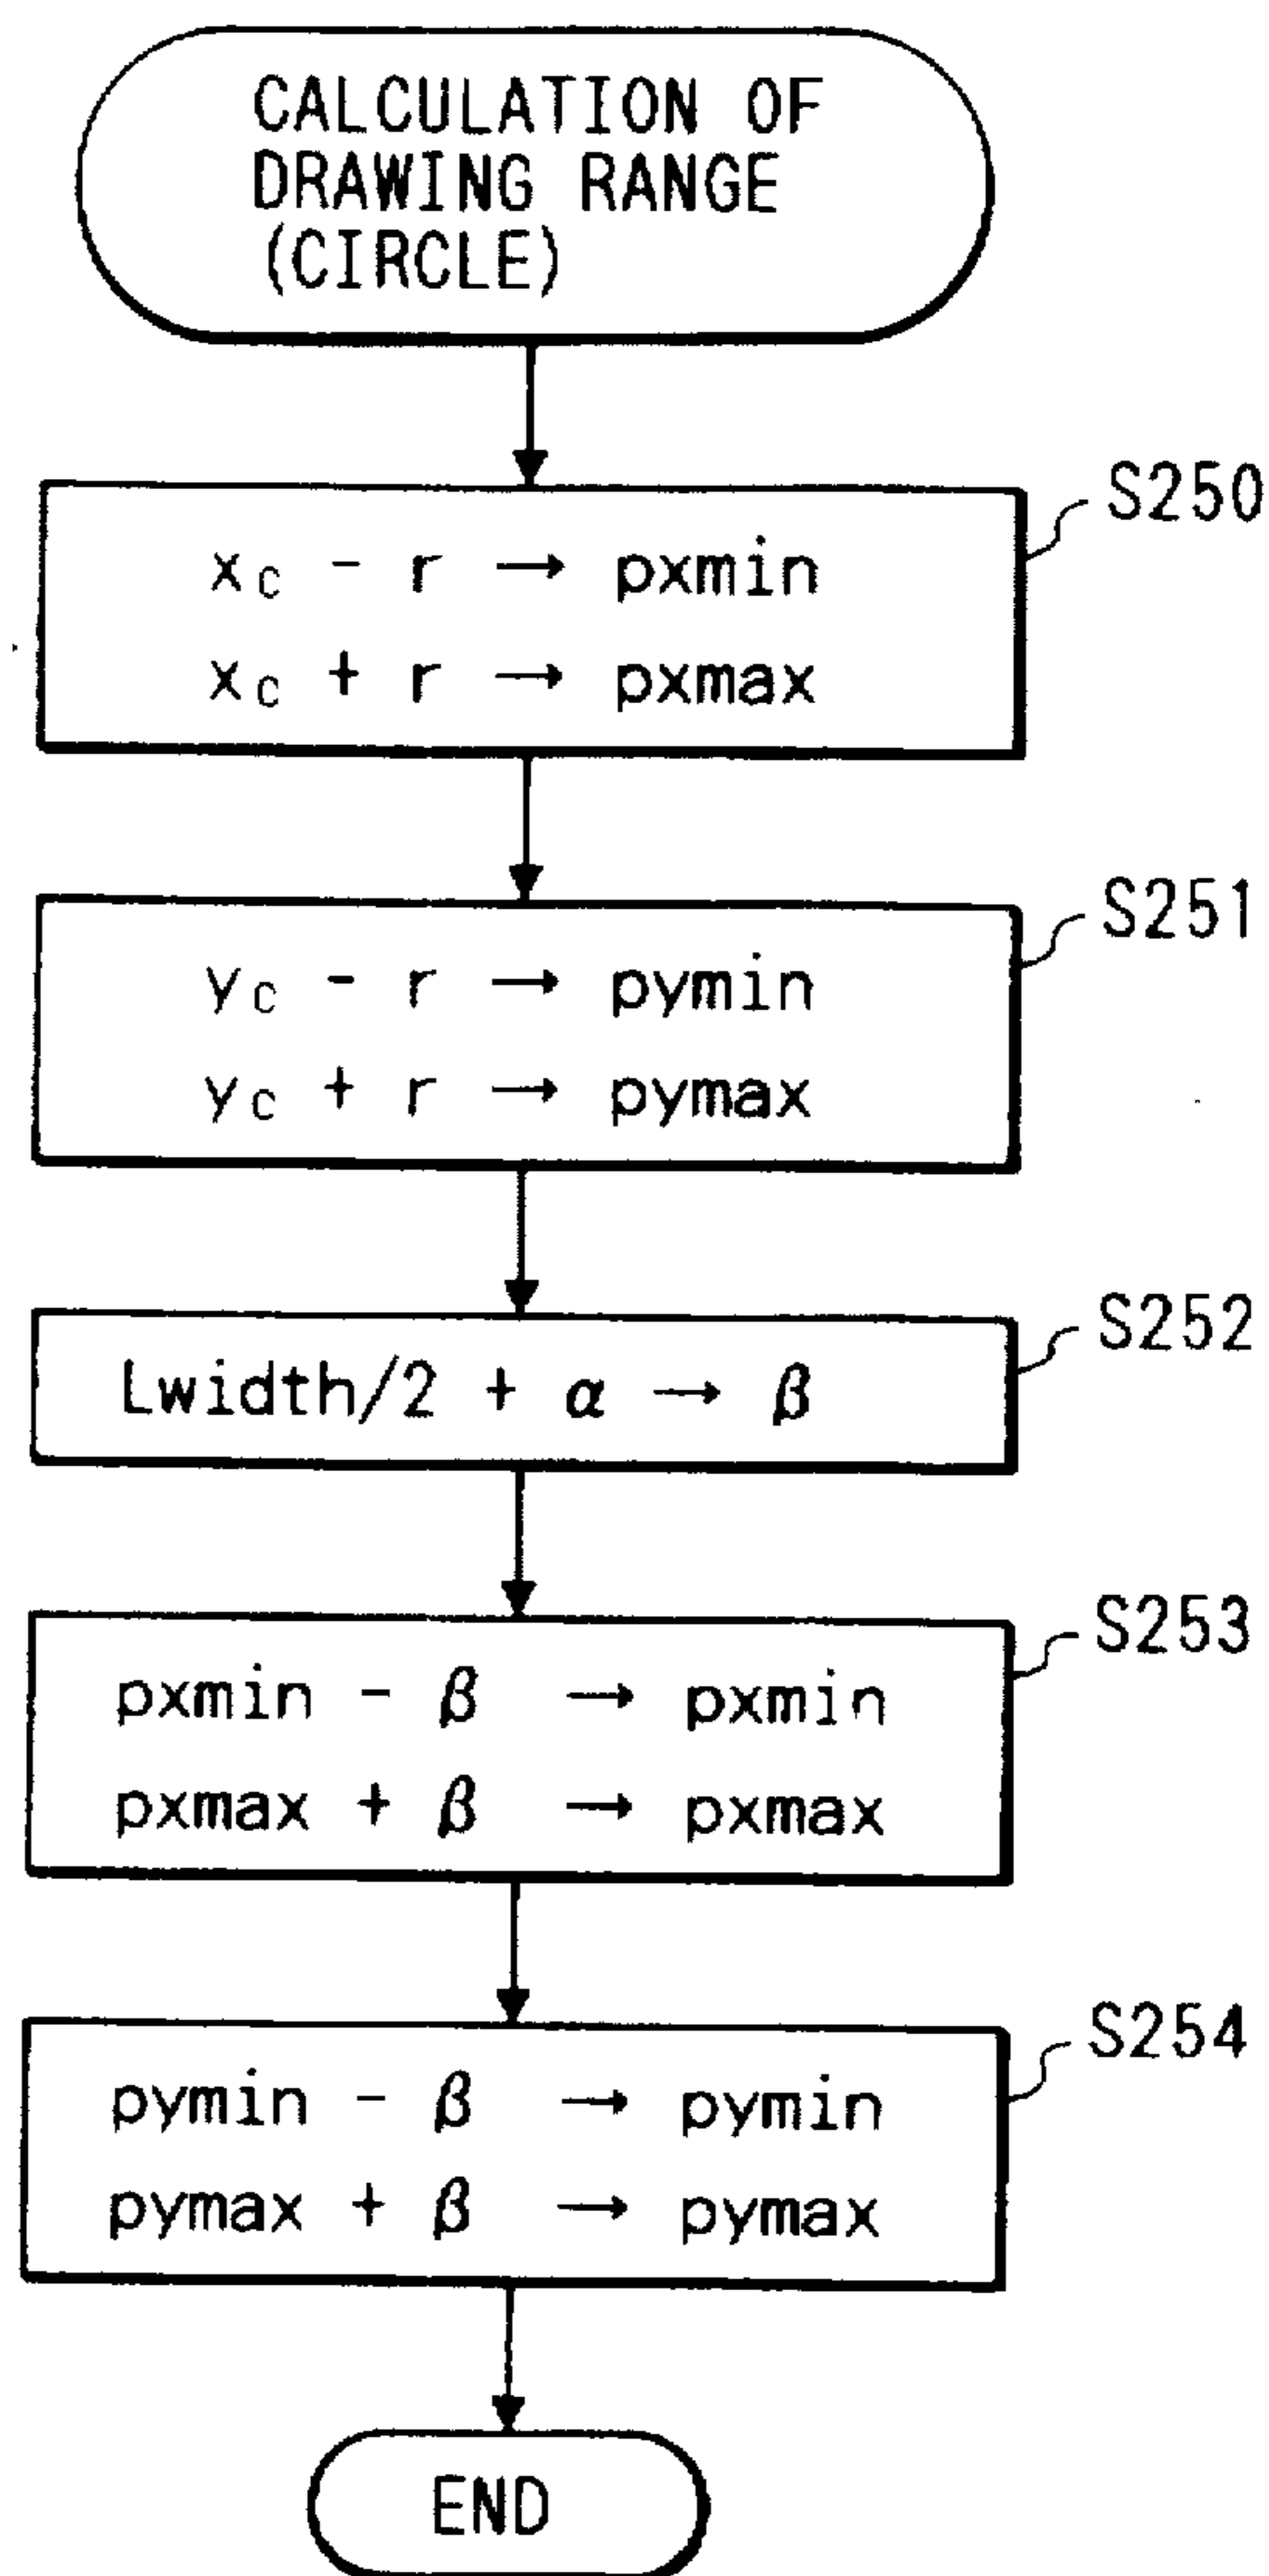 CALCULATION OF
DRAWING RANGE
(CIRCLE)
S250
xc - r → pxmin
xc + r → pxmax
S251
yc - r → pymin
yc + r → pymax
S252
Lwidth/2 + α → β
S253
pxmin - β → pxmin
pxmax + β → pxmax
S254
pymin - β → pymin
pymax + β → pymax
END